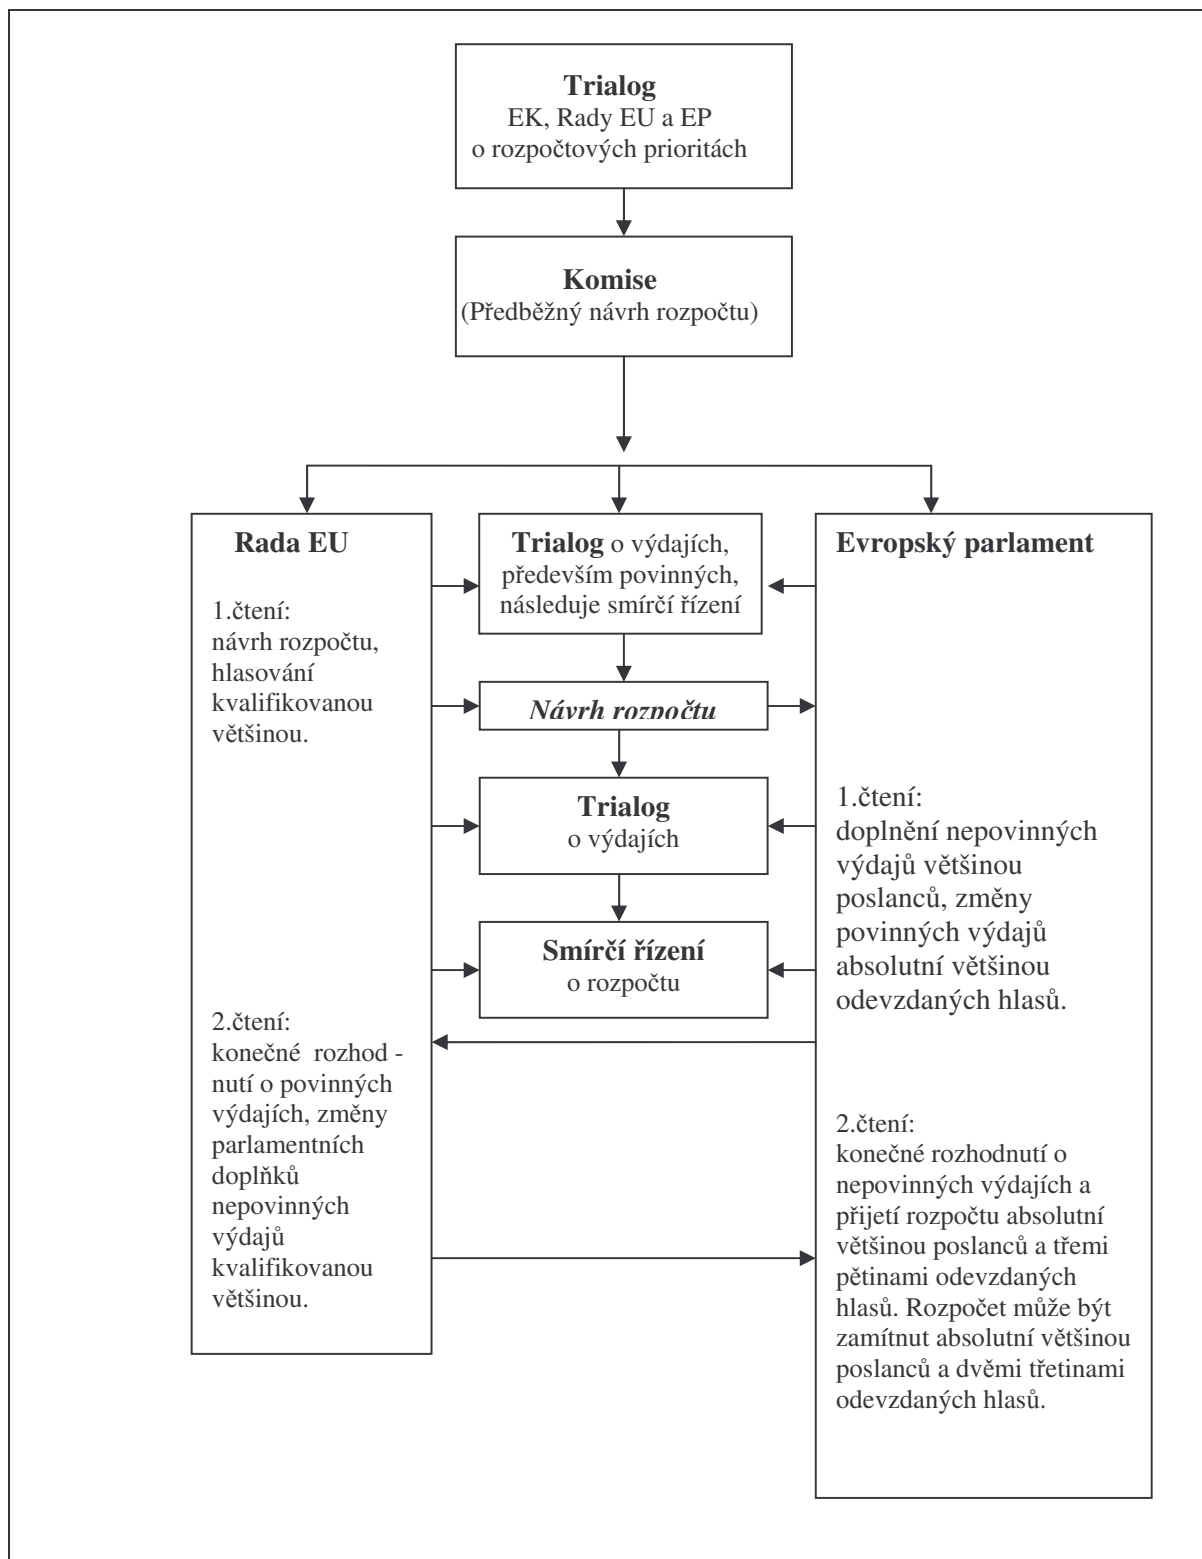 Trialog
EK, Rady EU a EP
o rozpočtových prioritách
Komise
(Předběžný návrh rozpočtu)
Rada EU
1.čtení:
návrh rozpočtu,
hlasování
kvalifikovanou
většinou.
2.čtení:
konečné rozhod -
nutí o povinných
výdajích, změny
parlamentních
doplňků
nepovinných
výdajů
kvalifikovanou
většinou.
Trialog o výdajích,
především povinných,
následuje smírčí řízení
Návrh rozpočtu
Trialog
o výdajích
Smírčí řízení
o rozpočtu
Evropský parlament
1.čtení:
doplnění nepovinných
výdajů většinou
poslanců, změny
povinných výdajů
absolutní většinou
odevzdaných hlasů.
2.čtení:
konečné rozhodnutí o
nepovinných výdajích a
přijetí rozpočtu absolutní
většinou poslanců a třemi
pětinami odevzdaných
hlasů. Rozpočet může být
zamítnut absolutní většinou
poslanců a dvěmi třetinami
odevzdaných hlasů.